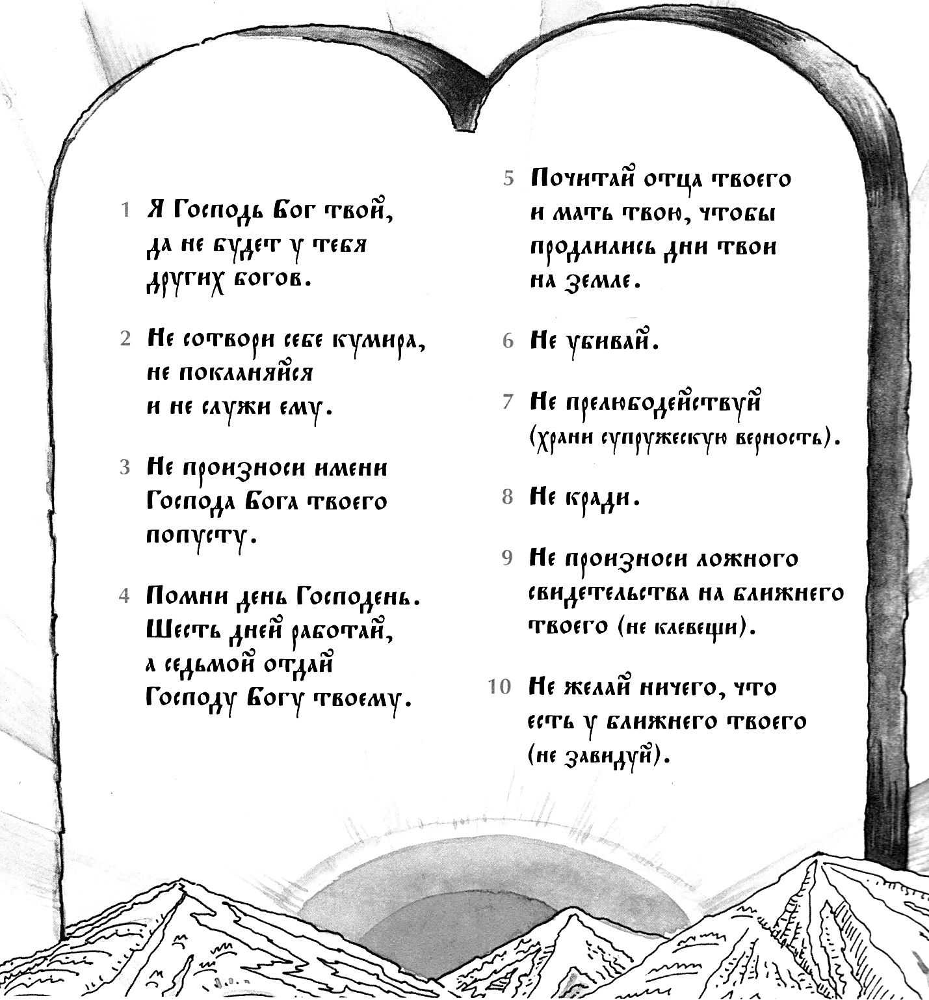 1 Я Господь Бог твой,
да не будет у тебя
других богов.
2 Не сотвори себе кумира,
не покланяйся
и не служи ему.
3 Не произноси имени
Господа Бога твоего
попусту.
4 Помни день Господень.
Шесть дней работай,
а седьмой отдай
Господу Богу твоему.
5 Почитай отца твоего
и мать твою, чтобы
продлились дни твои
на земле.
6 Не убивай.
7 Не прелюбодействуй
(храни супружескую верность).
8 Не кради.
9 Не произноси ложного
свидетельства на ближнего
твоего (не клевещи).
10 Не желай ничего, что
есть у ближнего твоего
(не завидуй).